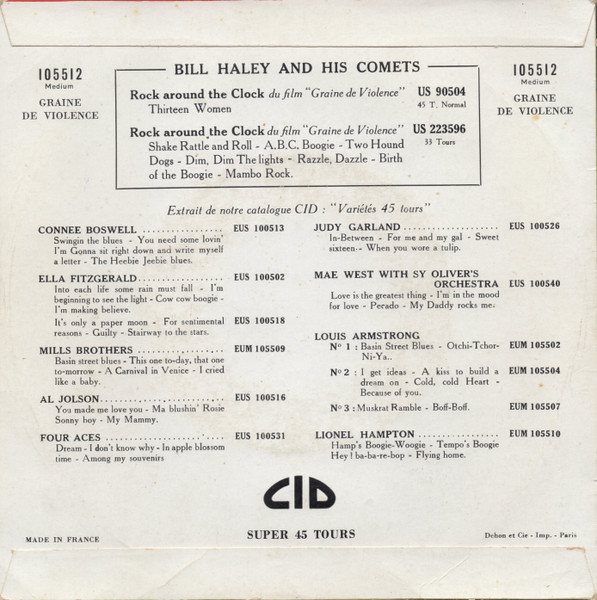 105512
Medium
GRAINE
DE VIOLENCE
BILL HALEY AND HIS COMETS
Rock around the Clock du film "Graine de Violence" US 90504
Thirteen Women 45 T. Normal
Rock around the Clock du film "Graine de Violence" US 223596
Shake Rattle and Roll - A.B.C. Boogie - Two Hound 33 Tours
Dogs - Dim, Dim The lights - Razzle, Dazzle - Birth
of the Boogie - Mambo Rock.
105512
Medium
GRAINE
DE VIOLENCE
Extrait de notre catalogue CID : "Variétés 45 tours"
CONNEE BOSWELL .................. EUS 100513
Swingin the blues - You need some lovin'
I'm Gonna sit right down and write myself
a letter - The Heebie Jeebie blues.
ELLA FITZGERALD .................. EUS 100502
Into each life some rain must fall - I'm
beginning to see the light - Cow cow boogie -
I'm making believe.
It's only a paper moon - For sentimental EUS 100518
reasons - Guilty - Stairway to the stars.
MILLS BROTHERS .................. EUM 105509
Basin street blues - This one to-day, that one
to-morrow - A Carnival in Venice - I cried
like a baby.
AL JOLSON .................. EUS 100516
You made me love you - Ma blushin' Rosie
Sonny boy - My Mammy.
FOUR ACES .................. EUS 100531
Dream - I don't know why - In apple blossom
time - Among my souvenirs
JUDY GARLAND .................. EUS 100526
In-Between - For me and my gal - Sweet
sixteen - When you wore a tulip.
MAE WEST WITH SY OLIVER'S
ORCHESTRA EUS 100540
Love is the greatest thing - I'm in the mood
for love - Perado - My Daddy rocks me.
LOUIS ARMSTRONG
Nº 1 : Basin Street Blues - Otchi-Tchor- EUM 105502
Ni-Ya..
Nº 2 : I get ideas - A kiss to build a EUM 105504
dream on - Cold, cold Heart -
Because of you.
Nº 3 : Muskrat Ramble - Boff-Boff. EUM 105507
LIONEL HAMPTON .................. EUM 105510
Hamp's Boogie-Woogie - Tempo's Boogie
Hey ! ba-ba-re-bop - Flying home.
CID
MADE IN FRANCE
SUPER 45 TOURS
Dehon et Cie - Imp. - Paris